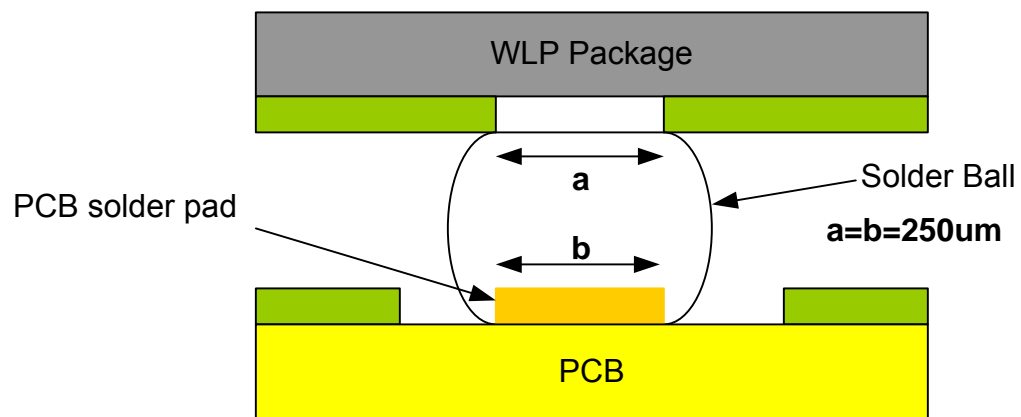 WLP Package
a
Solder Ball
PCB solder pad
a=b=250um
b
PCB